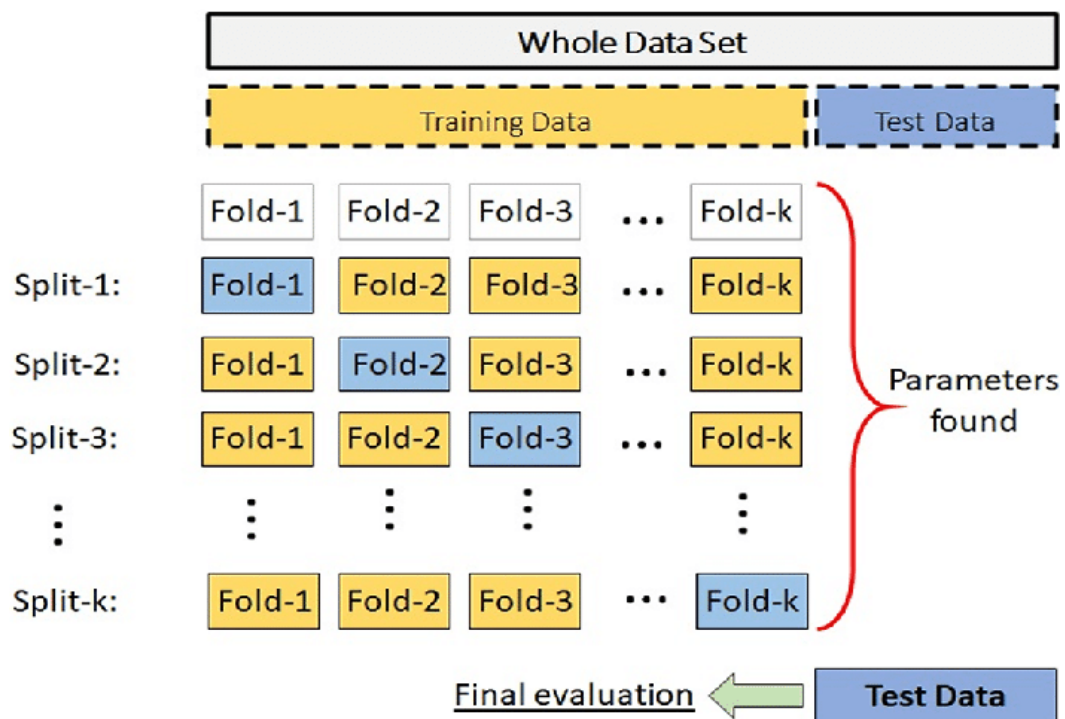 Whole Data Set
Training Data Test Data
Fold-1 Fold-2 Fold-3 ... Fold-k
Split-1: Fold-1 Fold-2 Fold-3 ... Fold-k
Split-2: Fold-1 Fold-2 Fold-3 ... Fold-k
Split-3: Fold-1 Fold-2 Fold-3 ... Fold-k
Split-k: Fold-1 Fold-2 Fold-3 ... Fold-k
Parameters
found
Final evaluation Test Data